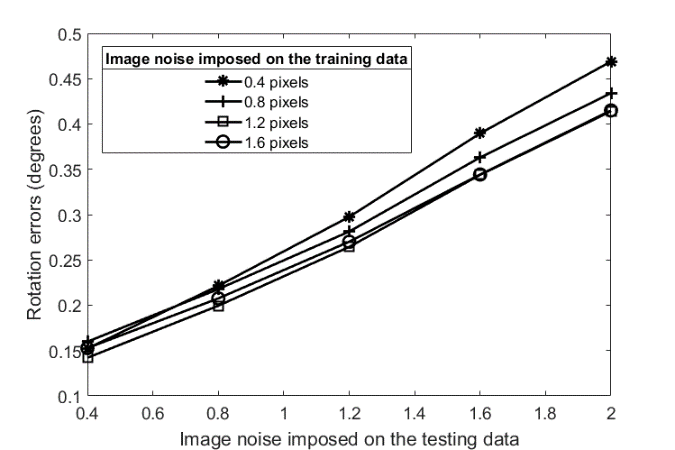 Image noise imposed on the training data
0.4 pixels
0.8 pixels
1.2 pixels
1.6 pixels
Rotation errors (degrees)
0.5
0.45
0.4
0.35
0.3
0.25
0.2
0.15
0.1
0.4 0.6 0.8 1 1.2 1.4 1.6 1.8 2
Image noise imposed on the testing data